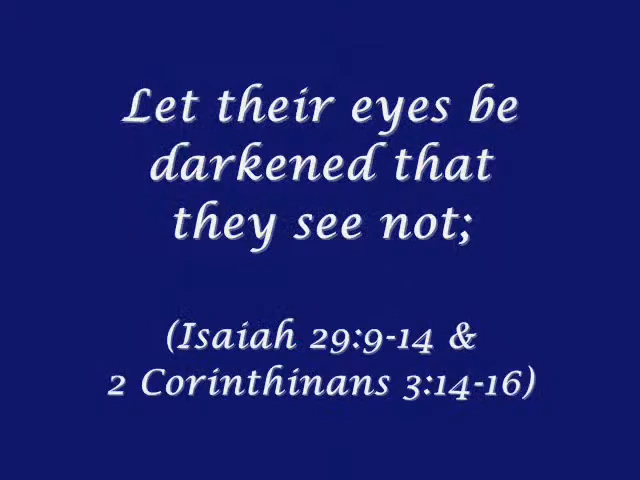 Let their eyes be
darkened that
they see not;
(Isaiah 29:9-14 &
2 Corinthinans 3:14-16)